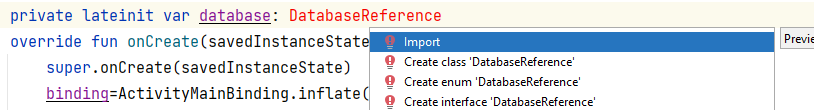 private lateinit var database: DatabaseReference
override fun onCreate(savedInstanceState
Import
Previe
super.onCreate(savedInstanceState)
Create class 'DatabaseReference'
Create enum 'DatabaseReference'
binding=ActivityMainBinding.inflate(
Create interface 'DatabaseReference'